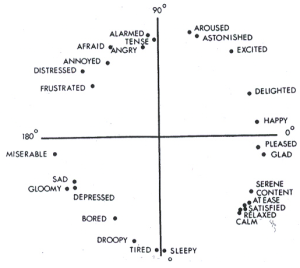 90°
ALARMED
TENSE
AFRAID
ANGRY
ANNOYED
DISTRESSED
FRUSTRATED
AROUSED
ASTONISHED
EXCITED
DELIGHTED
HAPPY
180°
0°
PLEASED
GLAD
MISERABLE
SAD
GLOOMY
DEPRESSED
BORED
DROOPY
TIRED
SLEEPY
SERENE
CONTENT
AT EASE
SATISFIED
RELAXED
CALM